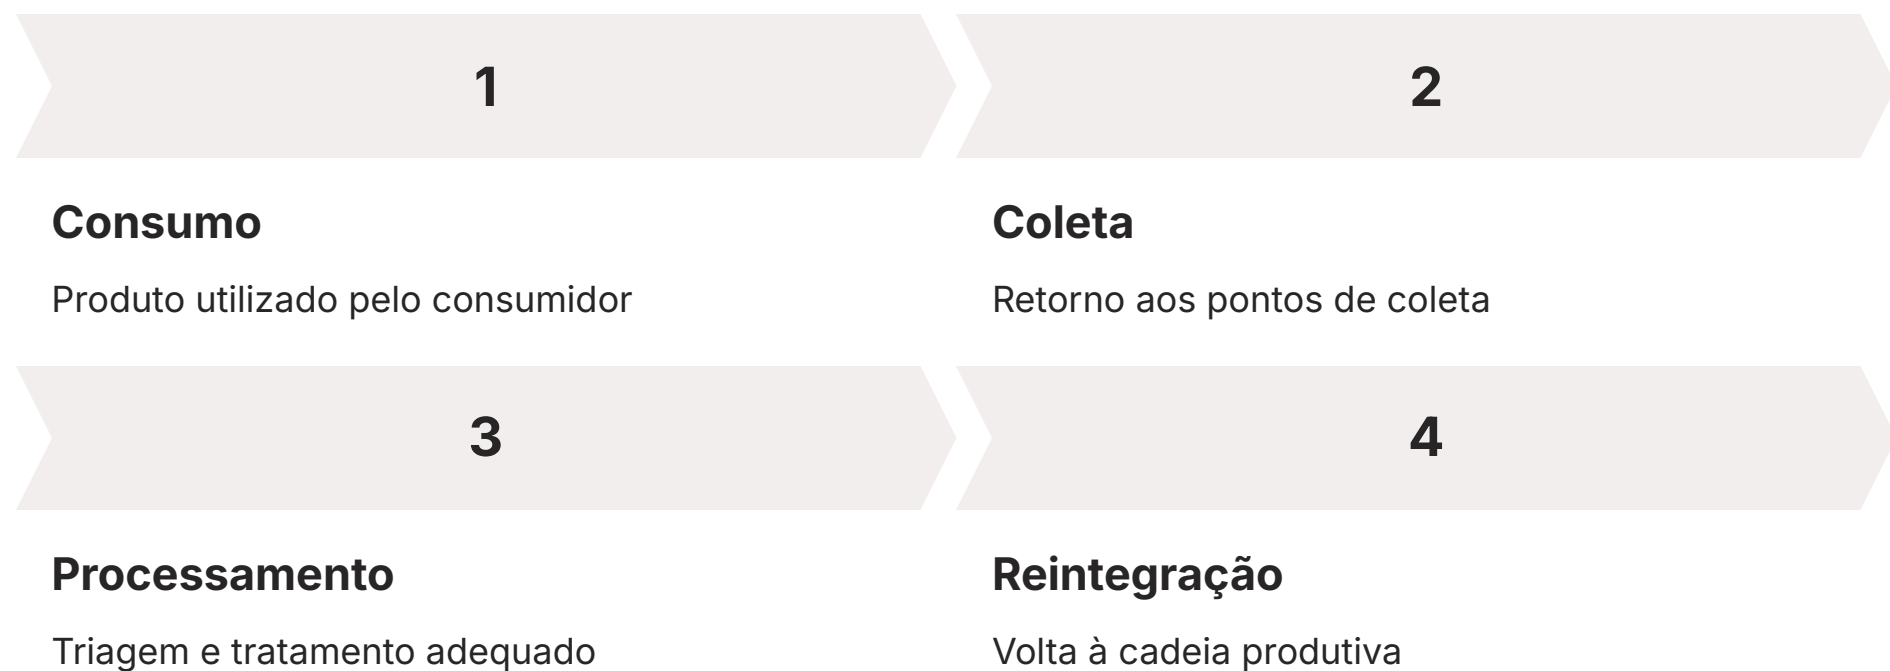 1
Consumo
Produto utilizado pelo consumidor
2
Coleta
Retorno aos pontos de coleta
3
Processamento
Triagem e tratamento adequado
4
Reintegração
Volta à cadeia produtiva